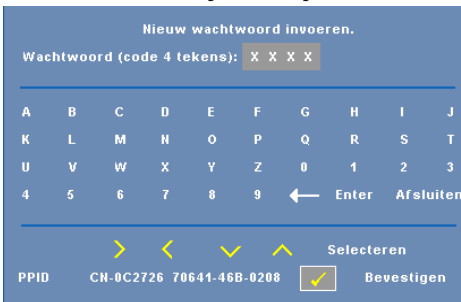 Nieuw wachtwoord invoeren.
Wachtwoord (code 4 tekens): X X X X
A B C D E F G H I J
K L M N O P Q R S T
U V W X Y Z 0 1 2 3
4 5 6 7 8 9 ← Enter Afsluiten
> < Selecteren
PPID CN-0C2726 70641-46B-0208 ✓ Bevestigen